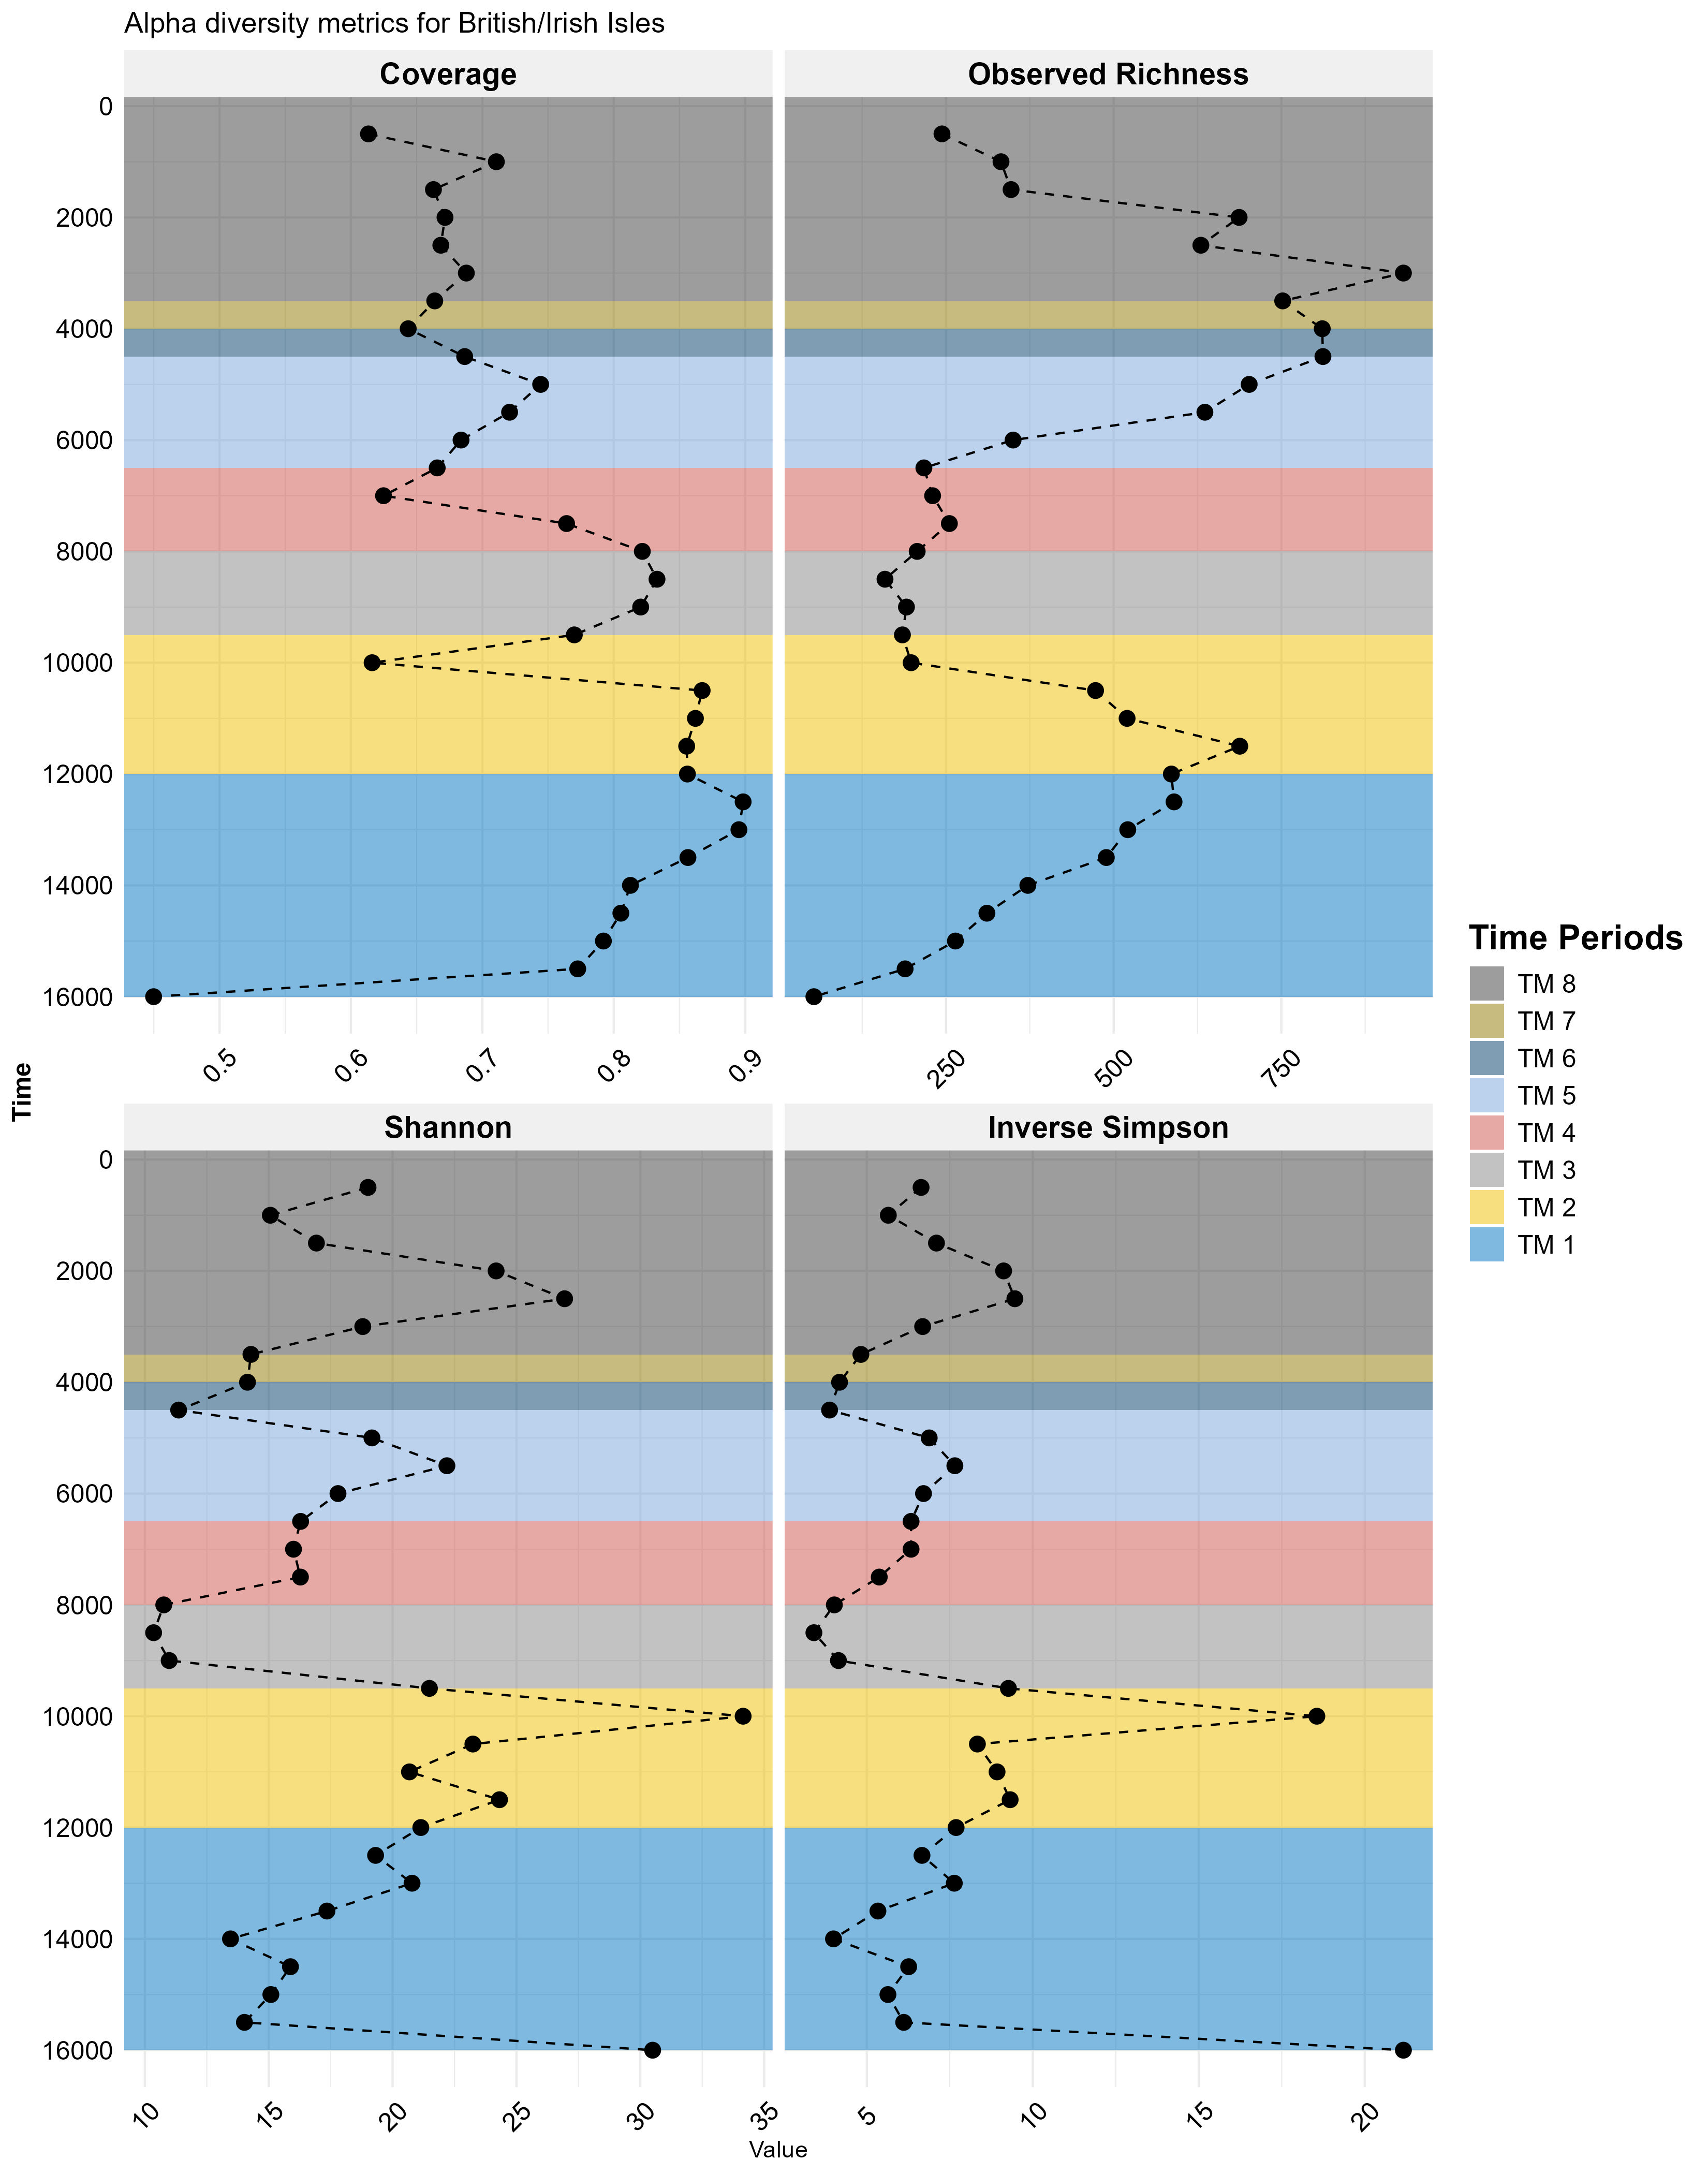 Alpha diversity metrics for British/Irish Isles
Coverage
Observed Richness
0
2000
4000
6000
8000
10000
12000
14000
16000
0.5
0.6
0.7
0.8
0.9
250
500
750
Time
Shannon
Inverse Simpson
0
2000
4000
6000
8000
10000
12000
14000
16000
10
15
20
25
30
35
5
10
15
20
Value
Time Periods
TM 8
TM 7
TM 6
TM 5
TM 4
TM 3
TM 2
TM 1